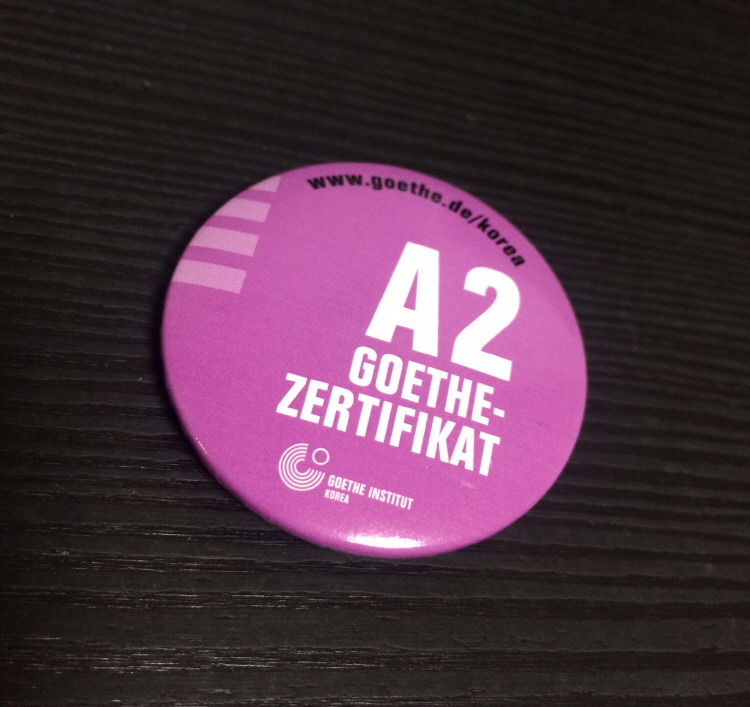 www.goethe.de/korea
A2
GOETHE-
ZERTIFIKAT
GOETHE INSTITUT
KOREA